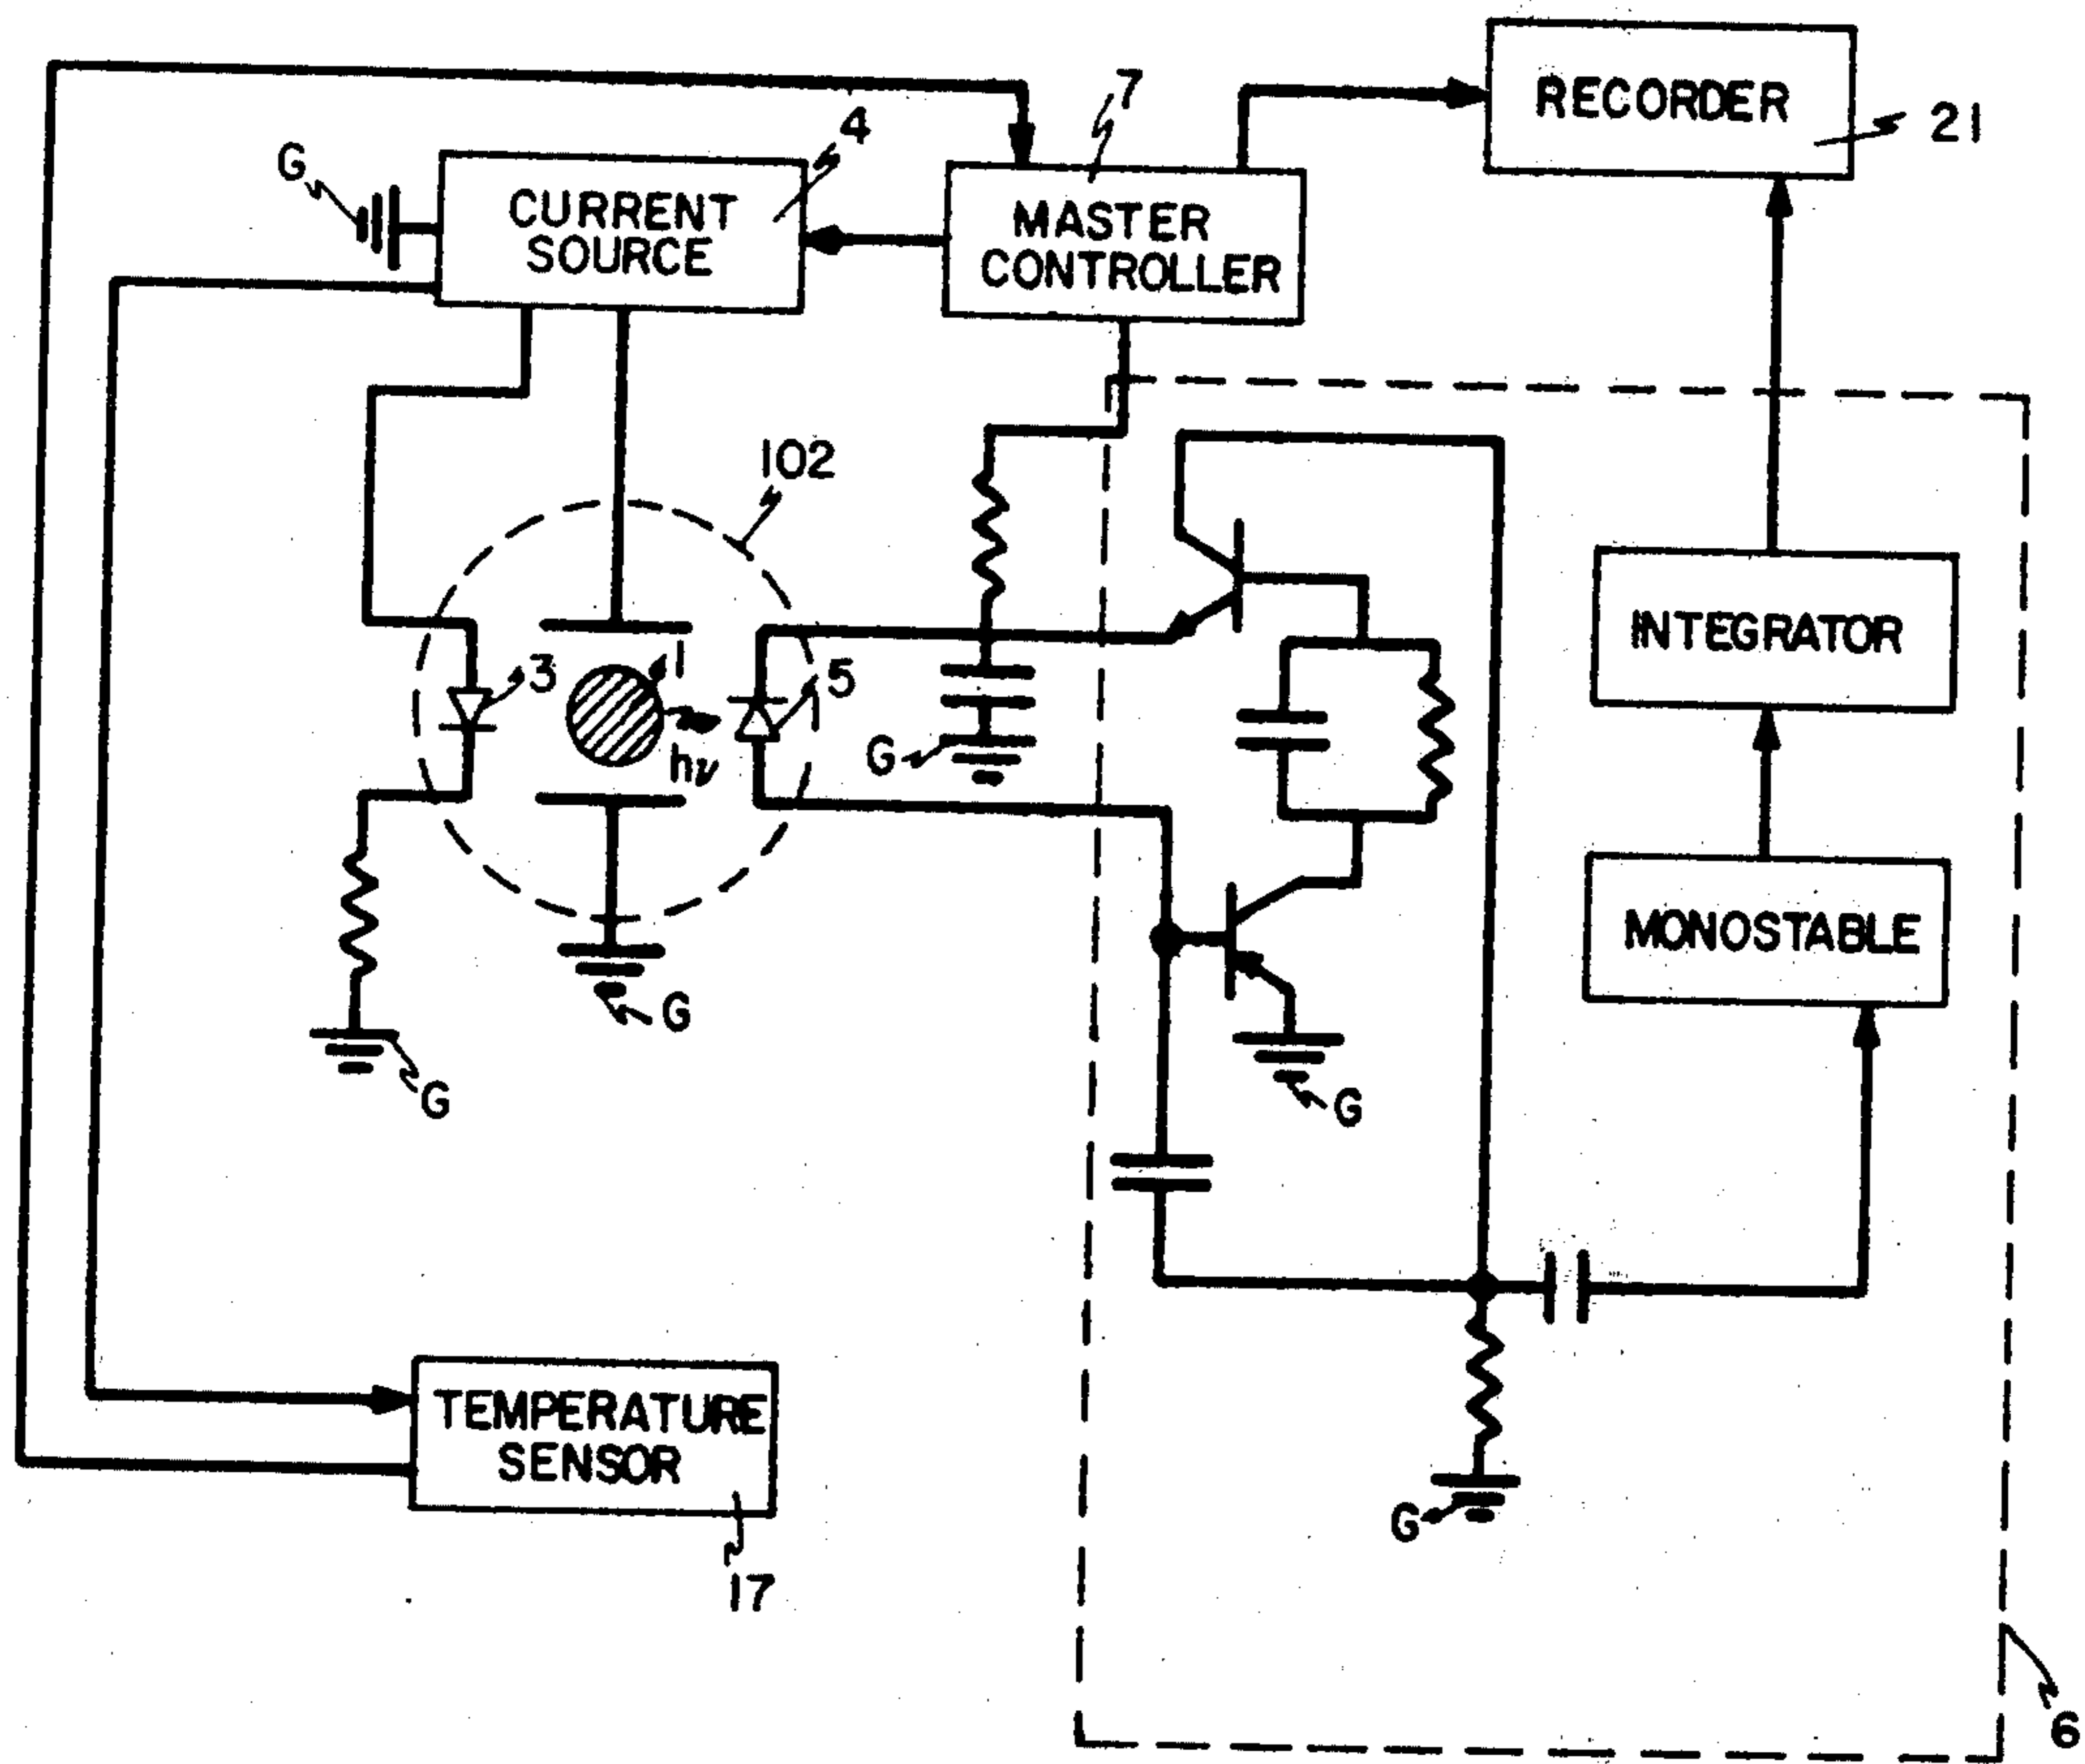 7
RECORDER
21
4
G
CURRENT
SOURCE
MASTER
CONTROLLER
102
3
1
5
hν
G
INTEGRATOR
MONOSTABLE
G
G
G
TEMPERATURE
SENSOR
G
17
6